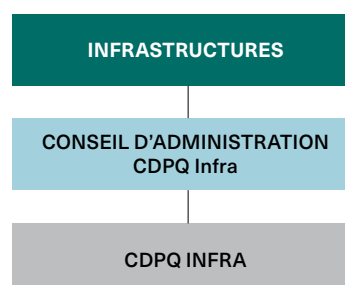 INFRASTRUCTURES
CONSEIL D'ADMINISTRATION
CDPQ Infra
CDPQ INFRA